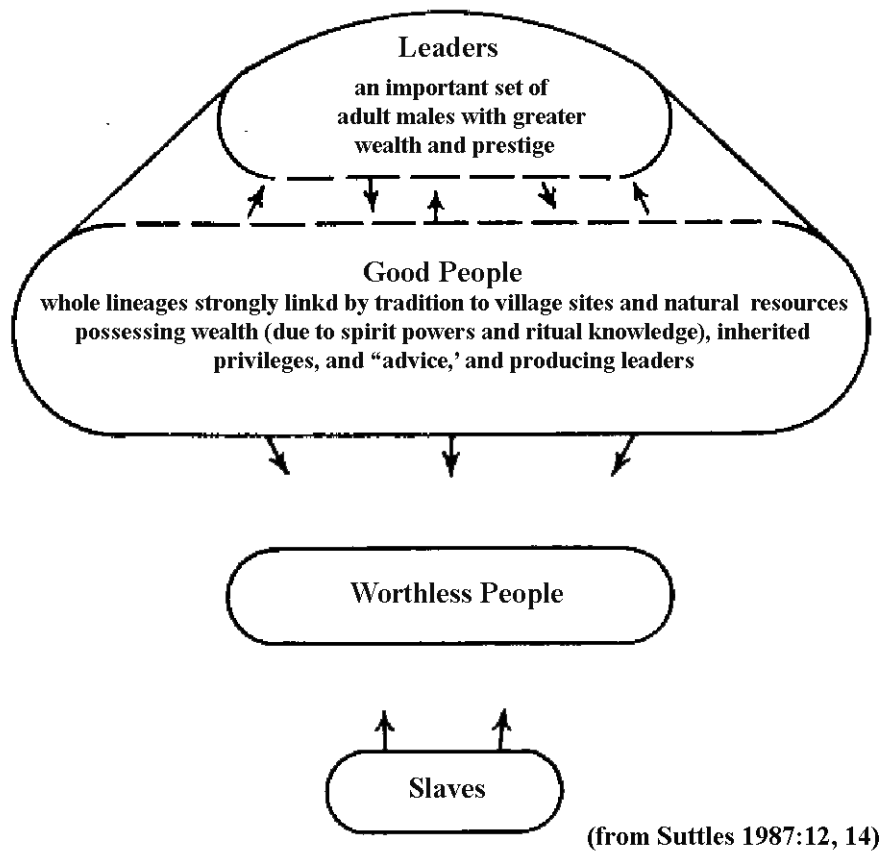 Leaders
an important set of
adult males with greater
wealth and prestige
Good People
whole lineages strongly linkd by tradition to village sites and natural resources
possessing wealth (due to spirit powers and ritual knowledge), inherited
privileges, and “advice,’ and producing leaders
Worthless People
Slaves
(from Suttles 1987:12, 14)